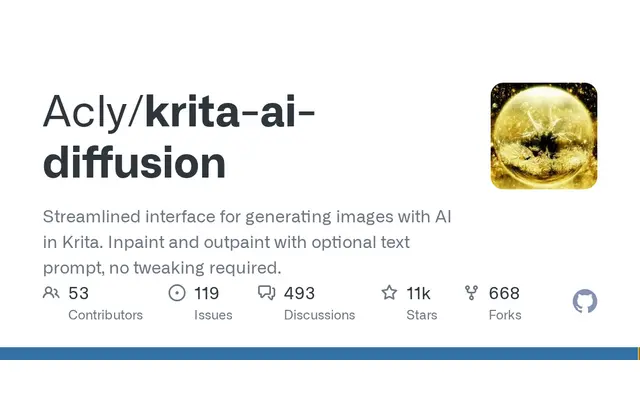 Acly/krita-ai-
diffusion
Streamlined interface for generating images with AI
in Krita. Inpaint and outpaint with optional text
prompt, no tweaking required.
53 119 493 11k 668
Contributors Issues Discussions Stars Forks